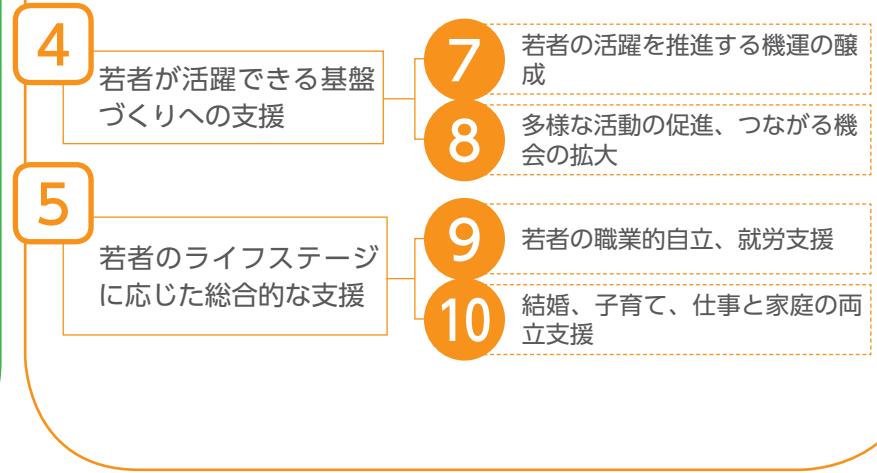 4
若者が活躍できる基盤
づくりへの支援
7
若者の活躍を推進する機運の醸
成
8
多様な活動の促進、つながる機
会の拡大
5
若者のライフステージ
に応じた総合的な支援
9
若者の職業的自立、就労支援
10
結婚、子育て、仕事と家庭の両
立支援